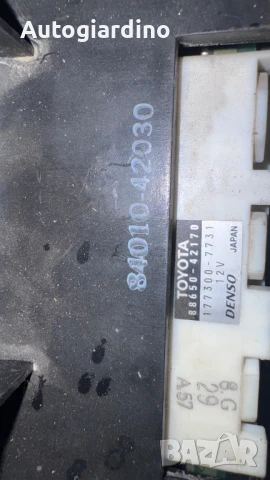 Autogiardino
84010-42030
TOYOTA
88650-42170
177300-7731
12V
DENSO JAPAN
8G
29
A57
BAZAR